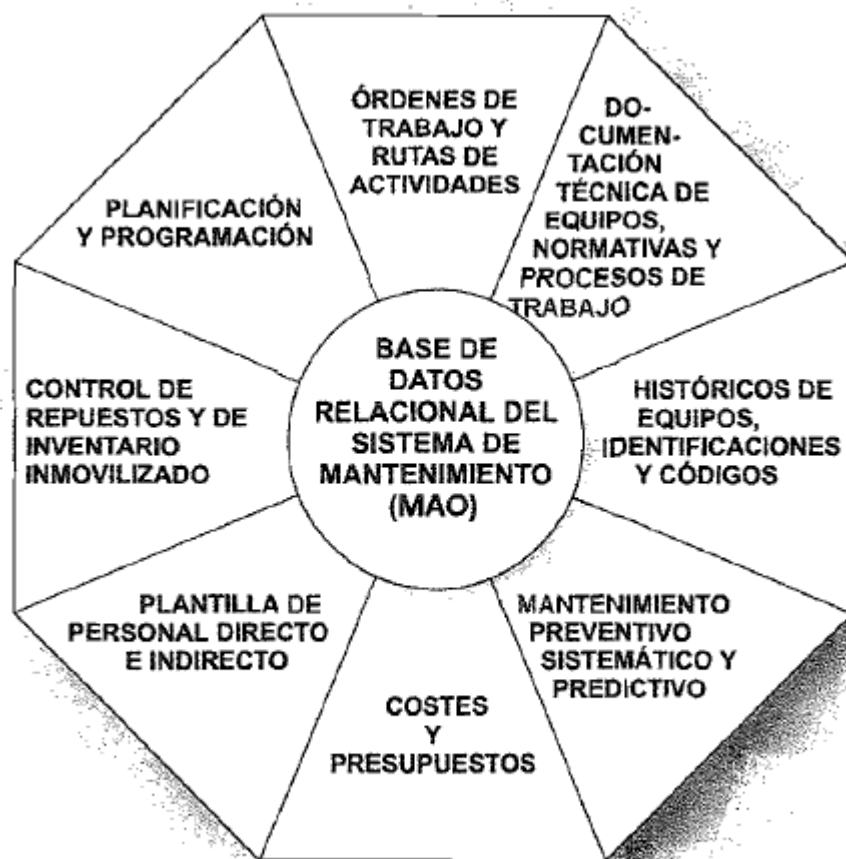 ÓRDENES DE
TRABAJO Y
RUTAS DE
ACTIVIDADES
DO-
CUMEN-
TACIÓN
TÉCNICA DE
EQUIPOS,
NORMATIVAS Y
PROCESOS DE
TRABAJO
PLANIFICACIÓN
Y PROGRAMACIÓN
BASE DE
DATOS
RELACIONAL DEL
SISTEMA DE
MANTENIMIENTO
(MAO)
CONTROL DE
REPUESTOS Y DE
INVENTARIO
INMOVILIZADO
HISTÓRICOS DE
EQUIPOS,
IDENTIFICACIONES
Y CÓDIGOS
PLANTILLA DE
PERSONAL DIRECTO
E INDIRECTO
MANTENIMIENTO
PREVENTIVO
SISTEMÁTICO Y
PREDICTIVO
COSTES
Y
PRESUPUESTOS